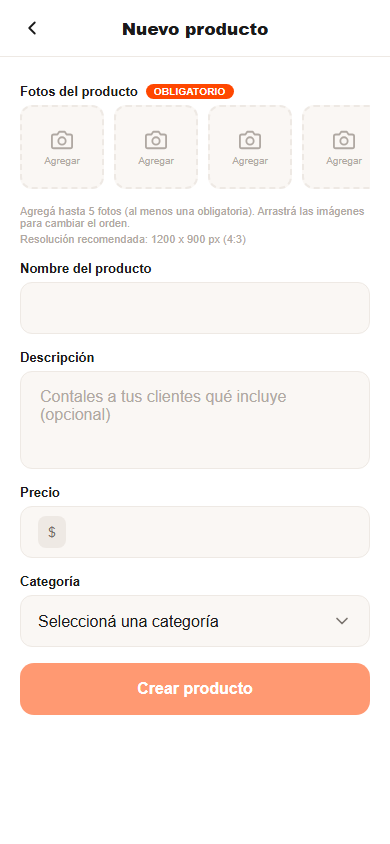 Nuevo producto
Fotos del producto OBLIGATORIO
Agregar Agregar Agregar Agregar
Agregá hasta 5 fotos (al menos una obligatoria). Arrastrá las imágenes
para cambiar el orden.
Resolución recomendada: 1200 x 900 px (4:3)
Nombre del producto
Descripción
Contales a tus clientes qué incluye
(opcional)
Precio
$
Categoría
Seleccioná una categoría
Crear producto